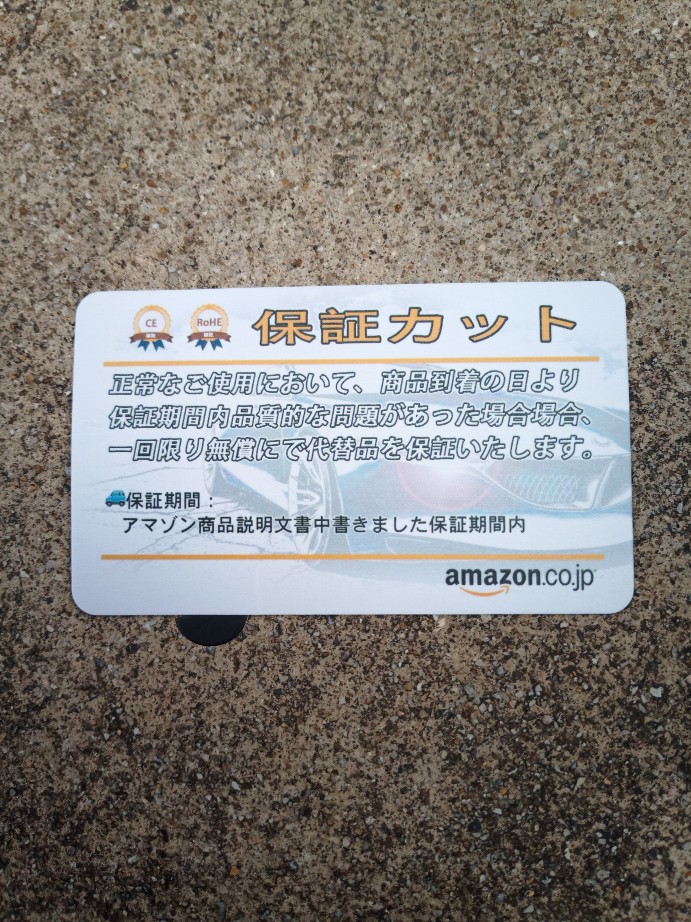 CE
RoHE
保証カット
正常なご使用において、商品到着の日より
保証期間内品質的な問題があった場合場合、
一回限り無償にで代替品を保証いたします。
保証期間：
アマゾン商品説明文書中書きました保証期間内
amazon.co.jp